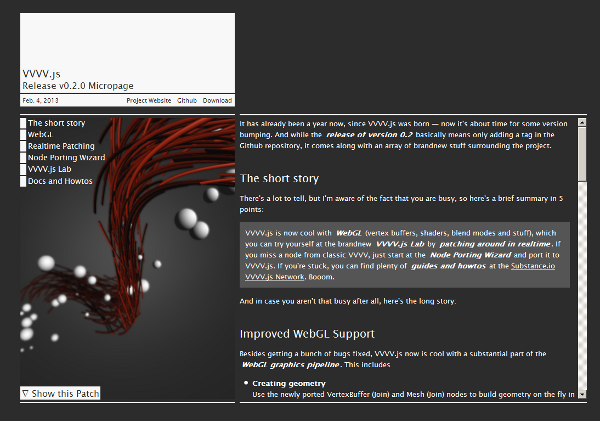 VVVV.js
Release v0.2.0 Micropage
Feb. 4, 2013 Project Website Github Download
The short story
WebGL
Realtime Patching
Node Porting Wizard
VVVV.js Lab
Docs and Howtos
▽ Show this Patch
It has already been a year now, since VVVV.js was born — now it's about time for some version
bumping. And while the release of version 0.2 basically means only adding a tag in the
Github repository, it comes along with an array of brandnew stuff surrounding the project.
The short story
There's a lot to tell, but I'm aware of the fact that you are busy, so here's a brief summary in 5
points:
VVVV.js is now cool with WebGL (vertex buffers, shaders, blend modes and stuff), which
you can try yourself at the brandnew VVVV.js Lab by patching around in realtime. If
you miss a node from classic VVVV, just start at the Node Porting Wizard and port it to
VVVV.js. If you're stuck, you can find plenty of guides and howtos at the Substance.io
VVVV.js Network. Booom.
And in case you aren't that busy after all, here's the long story.
Improved WebGL Support
Besides getting a bunch of bugs fixed, VVVV.js now is cool with a substantial part of the
WebGL graphics pipeline. This includes
• Creating geometry
Use the newly ported VertexBuffer (Join) and Mesh (Join) nodes to build geometry on the fly in